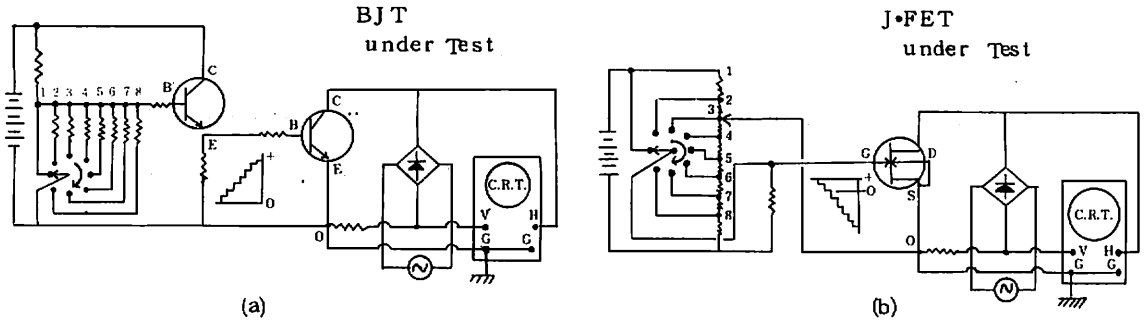 BJT
under Test
C
B
1 2 3 4 5 6 7 8
E
C
B
E
+
O
O
C.R.T.
V
H
G
(a)
J•FET
under Test
1
2
3
4
5
6
7
8
G
D
S
+
O
O
C.R.T.
V
H
G
G
(b)